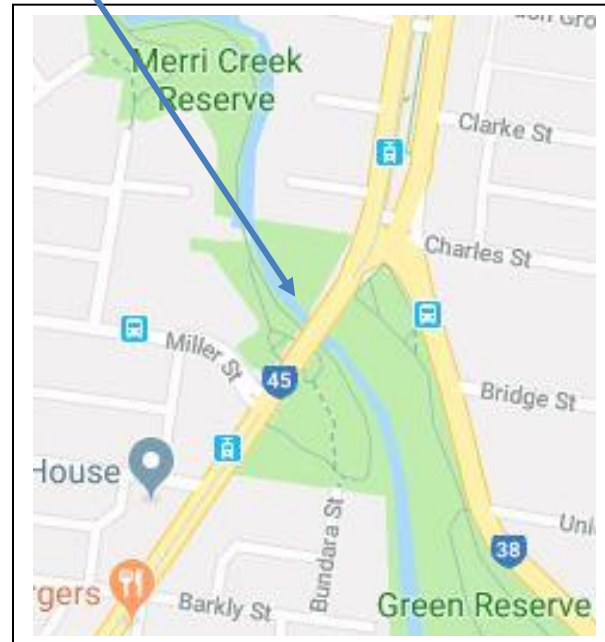 Merri Creek
Reserve
Clarke St
Charles St
Miller St
45
Bridge St
House
Bundara St
38
Barkly St
Green Reserve